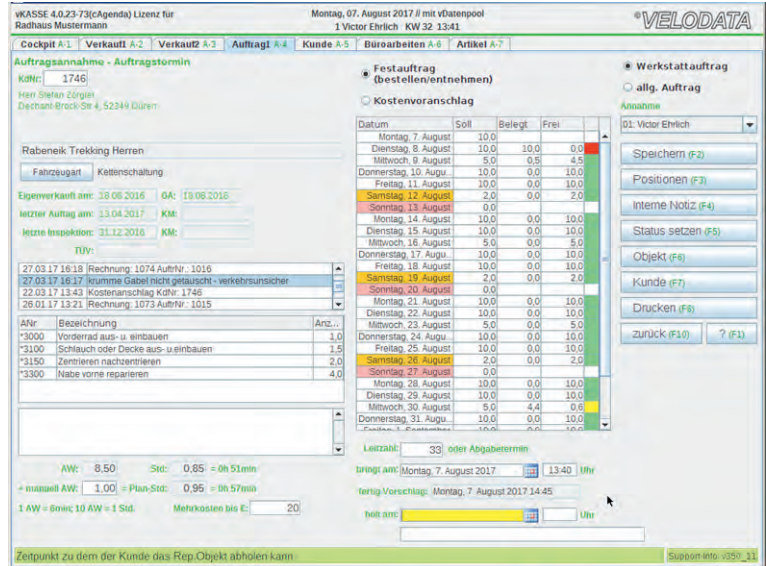 vKASSE 4.0.23-73(cAgenda) Lizenz für
Radhaus Mustermann
Montag, 07. August 2017 // mit vDatenpool
1 Victor Ehrlich KW 32 13:41
®VELODATA
Cockpit A-1 Verkauf1 A-2 Verkauf2 A-3 Auftrag1 A-4 Kunde A-5 Büroarbeiten A-6 Artikel A-7
Auftragsannahme - Auftragstermin
KdNr: 1746
Herr Stefan Zörgler
Dechant-Brock-Str 4, 52349 Düren
Rabeneik Trekking Herren
Fahrzeugart Kettenschaltung
Eigenverkauft am: 18.06.2016 GA: 18.06.2016
letzter Auftag am: 13.04.2017 KM:
letzte Inspektion: 31.12.2016 KM:
TÜV:
27.03.17 16:18 Rechnung: 1074 AuftrNr.: 1016
27.03.17 16:17 krumme Gabel nicht getauscht - verkehrsunsicher
22.03.17 13:43 Kostenanschlag KdNr: 1746
26.01.17 13:21 Rechnung: 1073 AuftrNr.: 1015
ANr Bezeichnung Anz...
*3000 Vorderrad aus- u. einbauen 1,0
*3100 Schlauch oder Decke aus- u.einbauen 1,5
*3150 Zentrieren nachzentrieren 2,0
*3300 Nabe vorne reparieren 4,0
AW: 8,50 Std: 0,85 = 0h 51min
+ manuell AW: 1,00 = Plan-Std: 0,95 = 0h 57min
1 AW = 6min; 10 AW = 1 Std. Mehrkosten bis €: 20
Festauftrag
(bestellen/entnehmen)
Kostenvoranschlag
Datum Soll Belegt Frei
Montag, 7. August 10,0
Dienstag, 8. August 10,0 10,0 0,0
Mittwoch, 9. August 5,0 0,5 4,5
Donnerstag, 10. Augu... 10,0 0,0 10,0
Freitag, 11. August 10,0 0,0 10,0
Samstag, 12. August 2,0 0,0 2,0
Sonntag, 13. August 0,0
Montag, 14. August 10,0 0,0 10,0
Dienstag, 15. August 10,0 0,0 10,0
Mittwoch, 16. August 5,0 0,0 5,0
Donnerstag, 17. Augu... 10,0 0,0 10,0
Freitag, 18. August 10,0 0,0 10,0
Samstag, 19. August 2,0 0,0 2,0
Sonntag, 20. August 0,0
Montag, 21. August 10,0 0,0 10,0
Dienstag, 22. August 10,0 0,0 10,0
Mittwoch, 23. August 5,0 0,0 5,0
Donnerstag, 24. Augu... 10,0 0,0 10,0
Freitag, 25. August 10,0 0,0 10,0
Samstag, 26. August 2,0 0,0 2,0
Sonntag, 27. August 0,0
Montag, 28. August 10,0 0,0 10,0
Dienstag, 29. August 10,0 0,0 10,0
Mittwoch, 30. August 5,0 4,4 0,6
Donnerstag, 31. Augu... 10,0 0,0 10,0
Freitag, 1. September 10,0 0,0 10,0
Leitzahl: 33 oder Abgabetermin
bringt am: Montag, 7. August 2017 13:40 Uhr
fertig-Vorschlag: Montag, 7. August 2017 14:45
holt am: Uhr
Werkstattauftrag
allg. Auftrag
Annahme
01: Victor Ehrlich
Speichern (F2)
Positionen (F3)
Interne Notiz (F4)
Status setzen (F5)
Objekt (F6)
Kunde (F7)
Drucken (F8)
zurück (F10) ? (F1)
Zeitpunkt zu dem der Kunde das Rep.Objekt abholen kann
Support-Info: v350_11